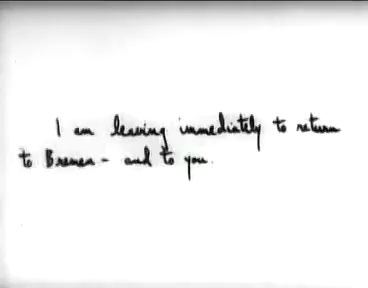 I am leaving immediately to return
to Bremen - and to you.